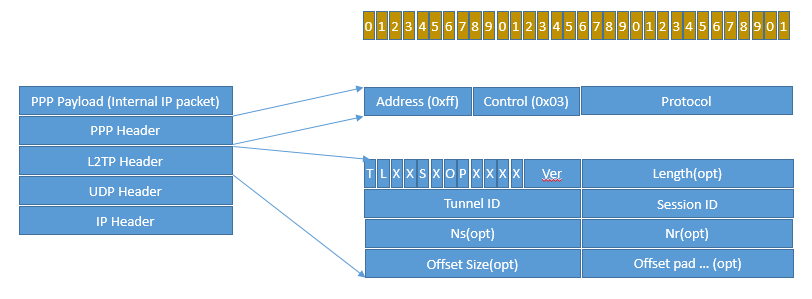 0 1 2 3 4 5 6 7 8 9 0 1 2 3 4 5 6 7 8 9 0 1 2 3 4 5 6 7 8 9 0 1
PPP Payload (Internal IP packet)
PPP Header
L2TP Header
UDP Header
IP Header
Address (0xff) Control (0x03) Protocol
T L X X S X O P X X X X Ver Length(opt)
Tunnel ID Session ID
Ns(opt) Nr(opt)
Offset Size(opt) Offset pad ... (opt)